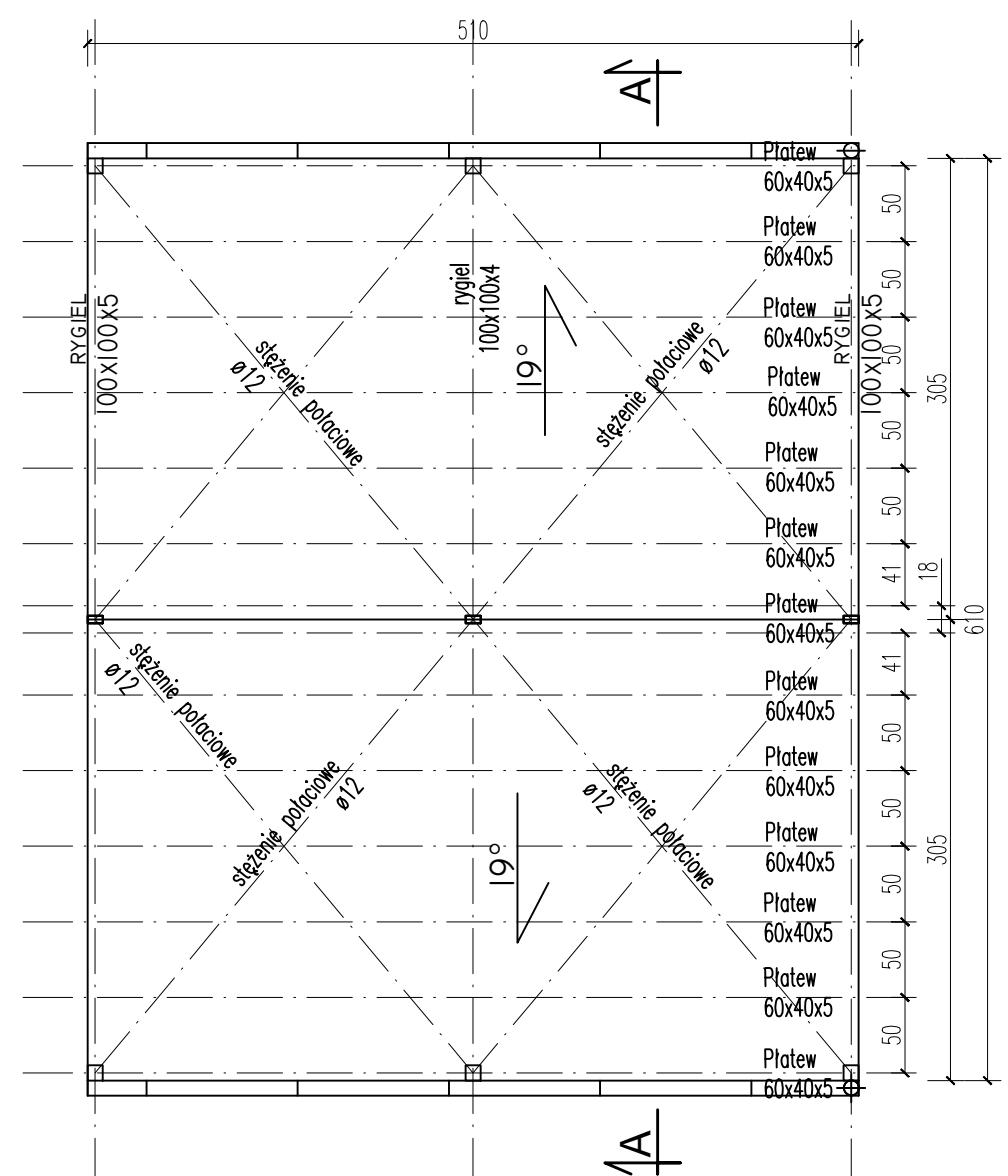 510
A
Płatew
60x40x5
50
Płatew
60x40x5
50
rygiel
100x100x4
RYGIEL
100x100x5
Płatew
60x40x5
RYGIEL
100x100x5
50
stężenie połaciowe
ø12
19°
stężenie połaciowe
ø12
Płatew
60x40x5
50
305
Płatew
60x40x5
50
Płatew
60x40x5
41
18
Płatew
60x40x5
610
41
stężenie połaciowe
ø12
Płatew
60x40x5
50
stężenie połaciowe
ø12
stężenie połaciowe
ø12
Płatew
60x40x5
50
19°
Płatew
60x40x5
305
50
Płatew
60x40x5
50
Płatew
60x40x5
50
Płatew
60x40x5
A